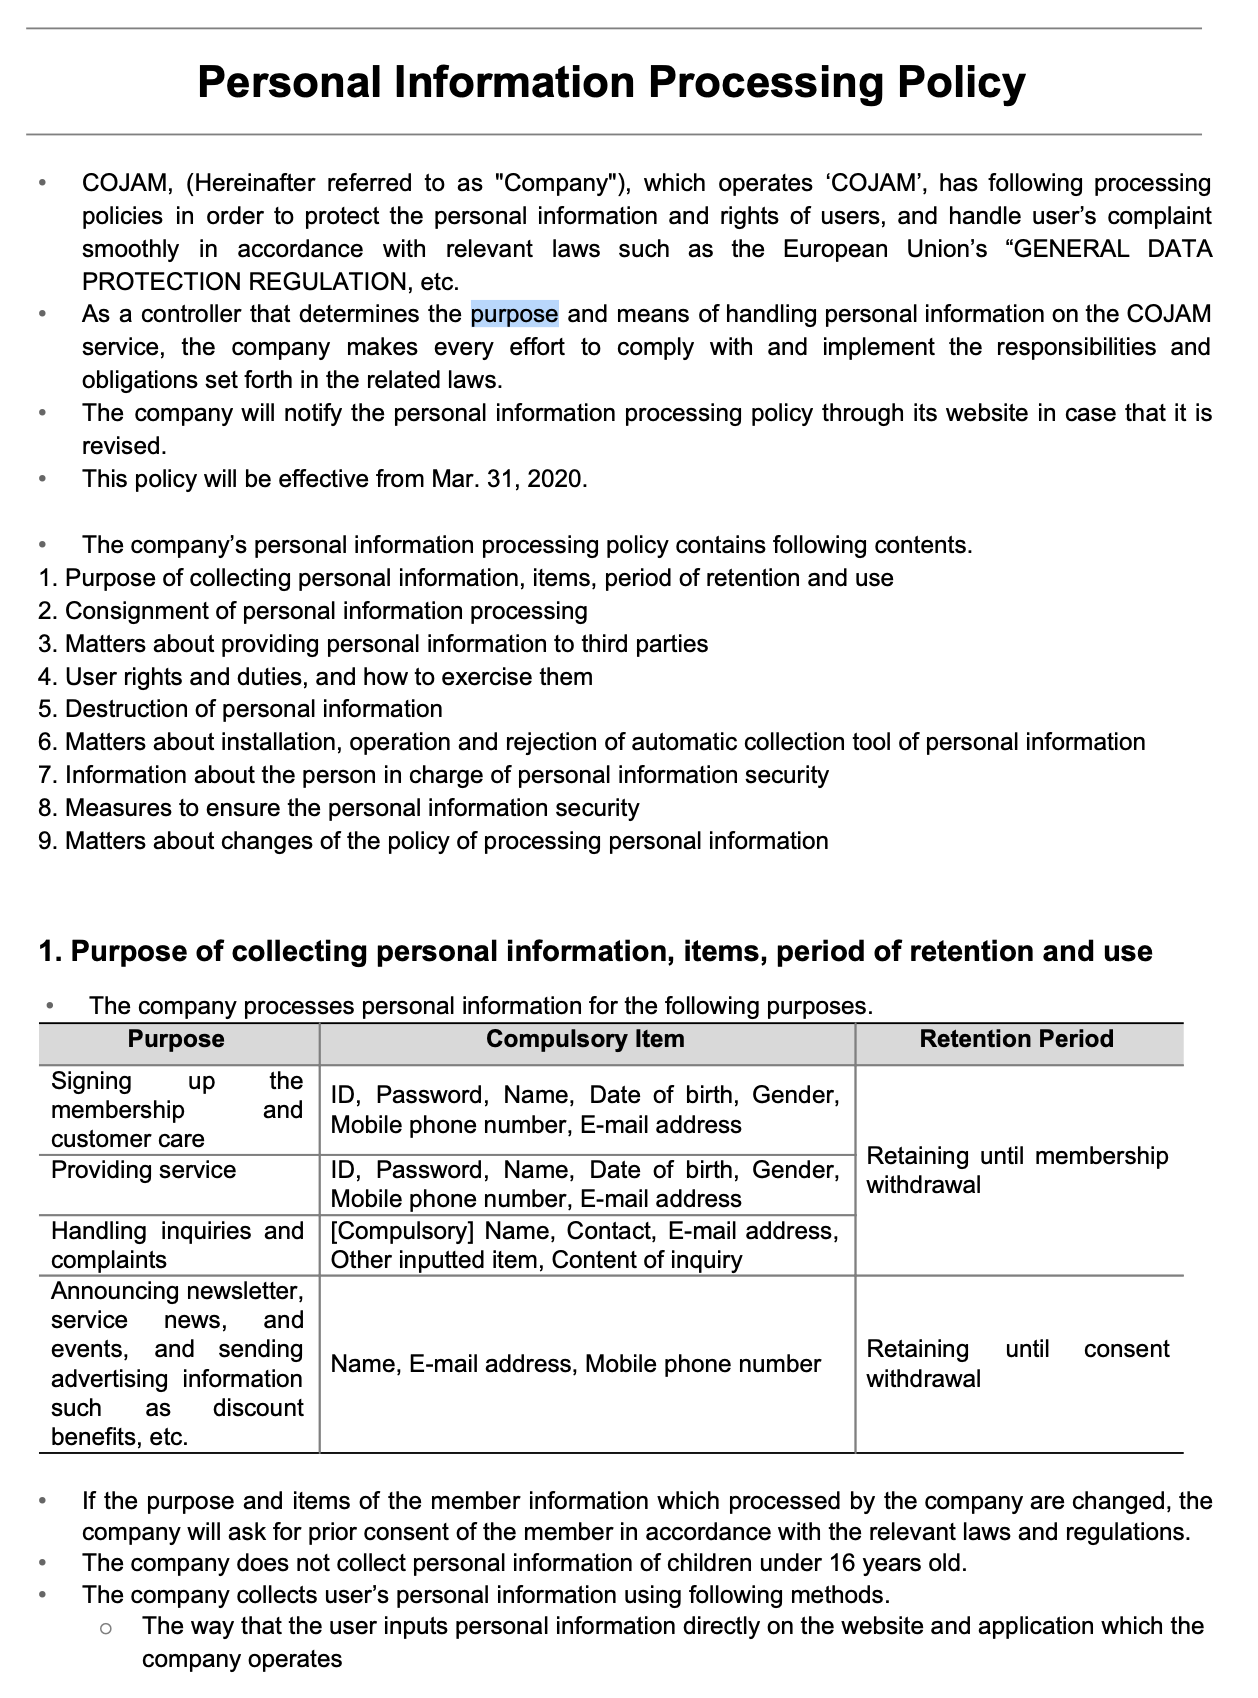 Personal Information Processing Policy
• COJAM, (Hereinafter referred to as "Company"), which operates ‘COJAM’, has following processing
policies in order to protect the personal information and rights of users, and handle user’s complaint
smoothly in accordance with relevant laws such as the European Union’s “GENERAL DATA
PROTECTION REGULATION, etc.
• As a controller that determines the purpose and means of handling personal information on the COJAM
service, the company makes every effort to comply with and implement the responsibilities and
obligations set forth in the related laws.
• The company will notify the personal information processing policy through its website in case that it is
revised.
• This policy will be effective from Mar. 31, 2020.
• The company’s personal information processing policy contains following contents.
1. Purpose of collecting personal information, items, period of retention and use
2. Consignment of personal information processing
3. Matters about providing personal information to third parties
4. User rights and duties, and how to exercise them
5. Destruction of personal information
6. Matters about installation, operation and rejection of automatic collection tool of personal information
7. Information about the person in charge of personal information security
8. Measures to ensure the personal information security
9. Matters about changes of the policy of processing personal information
1. Purpose of collecting personal information, items, period of retention and use
• The company processes personal information for the following purposes.
Purpose Compulsory Item Retention Period
Signing up the
membership and
customer care
ID, Password, Name, Date of birth, Gender,
Mobile phone number, E-mail address
Retaining until membership
withdrawal
Providing service
ID, Password, Name, Date of birth, Gender,
Mobile phone number, E-mail address
Handling inquiries and
complaints
[Compulsory] Name, Contact, E-mail address,
Other inputted item, Content of inquiry
Announcing newsletter,
service news, and
events, and sending
advertising information
such as discount
benefits, etc.
Name, E-mail address, Mobile phone number
Retaining until consent
withdrawal
• If the purpose and items of the member information which processed by the company are changed, the
company will ask for prior consent of the member in accordance with the relevant laws and regulations.
• The company does not collect personal information of children under 16 years old.
• The company collects user’s personal information using following methods.
○ The way that the user inputs personal information directly on the website and application which the
company operates